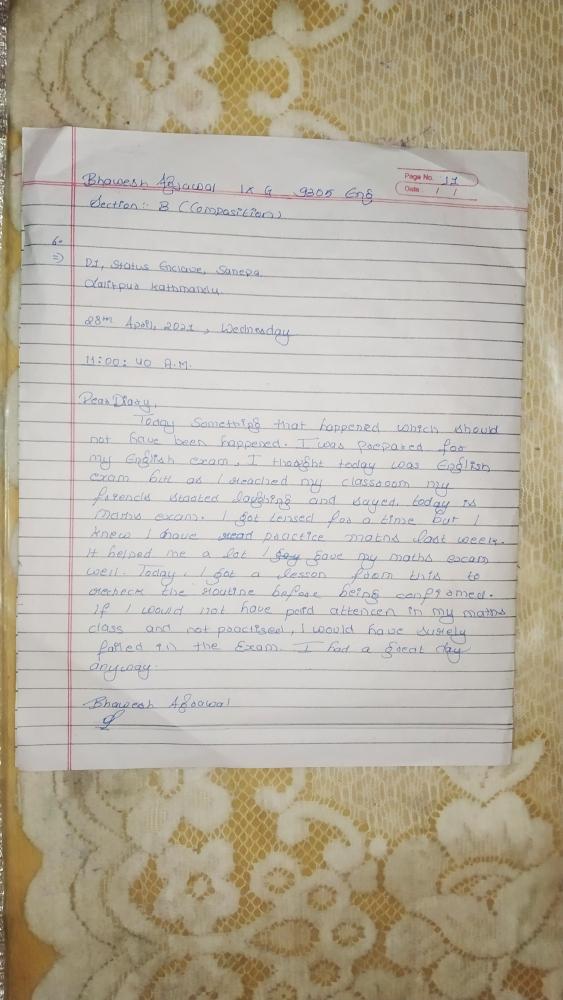 Bhawesh Agrawal IX G 9305 Eng
Page No. 11
Date / /
Section:- B (Composition)
6.
=>
D1, Status Enclave, Sanepa
Lalitpur Kathmandu
28th April, 2021, Wednesday
11:00:40 A.M.
Dear Diary,
Today Something that happened which should
not have been happened. I was prepared for
my English exam, I thought today was English
exam but as I reached my classroom my
friends started laughing and sayed, today is
Maths exam. I got tensed for a time but I
knew I have read practice maths last week.
It helped me a lot I gave my maths excam
well. Today, I got a lesson from this to
recheck the routine before being confromed.
If I would not have paid attencen in my maths
class and not practised, I would have surely
failed in the Exam. I had a great day
anyway.
Bhawesh Agrawal